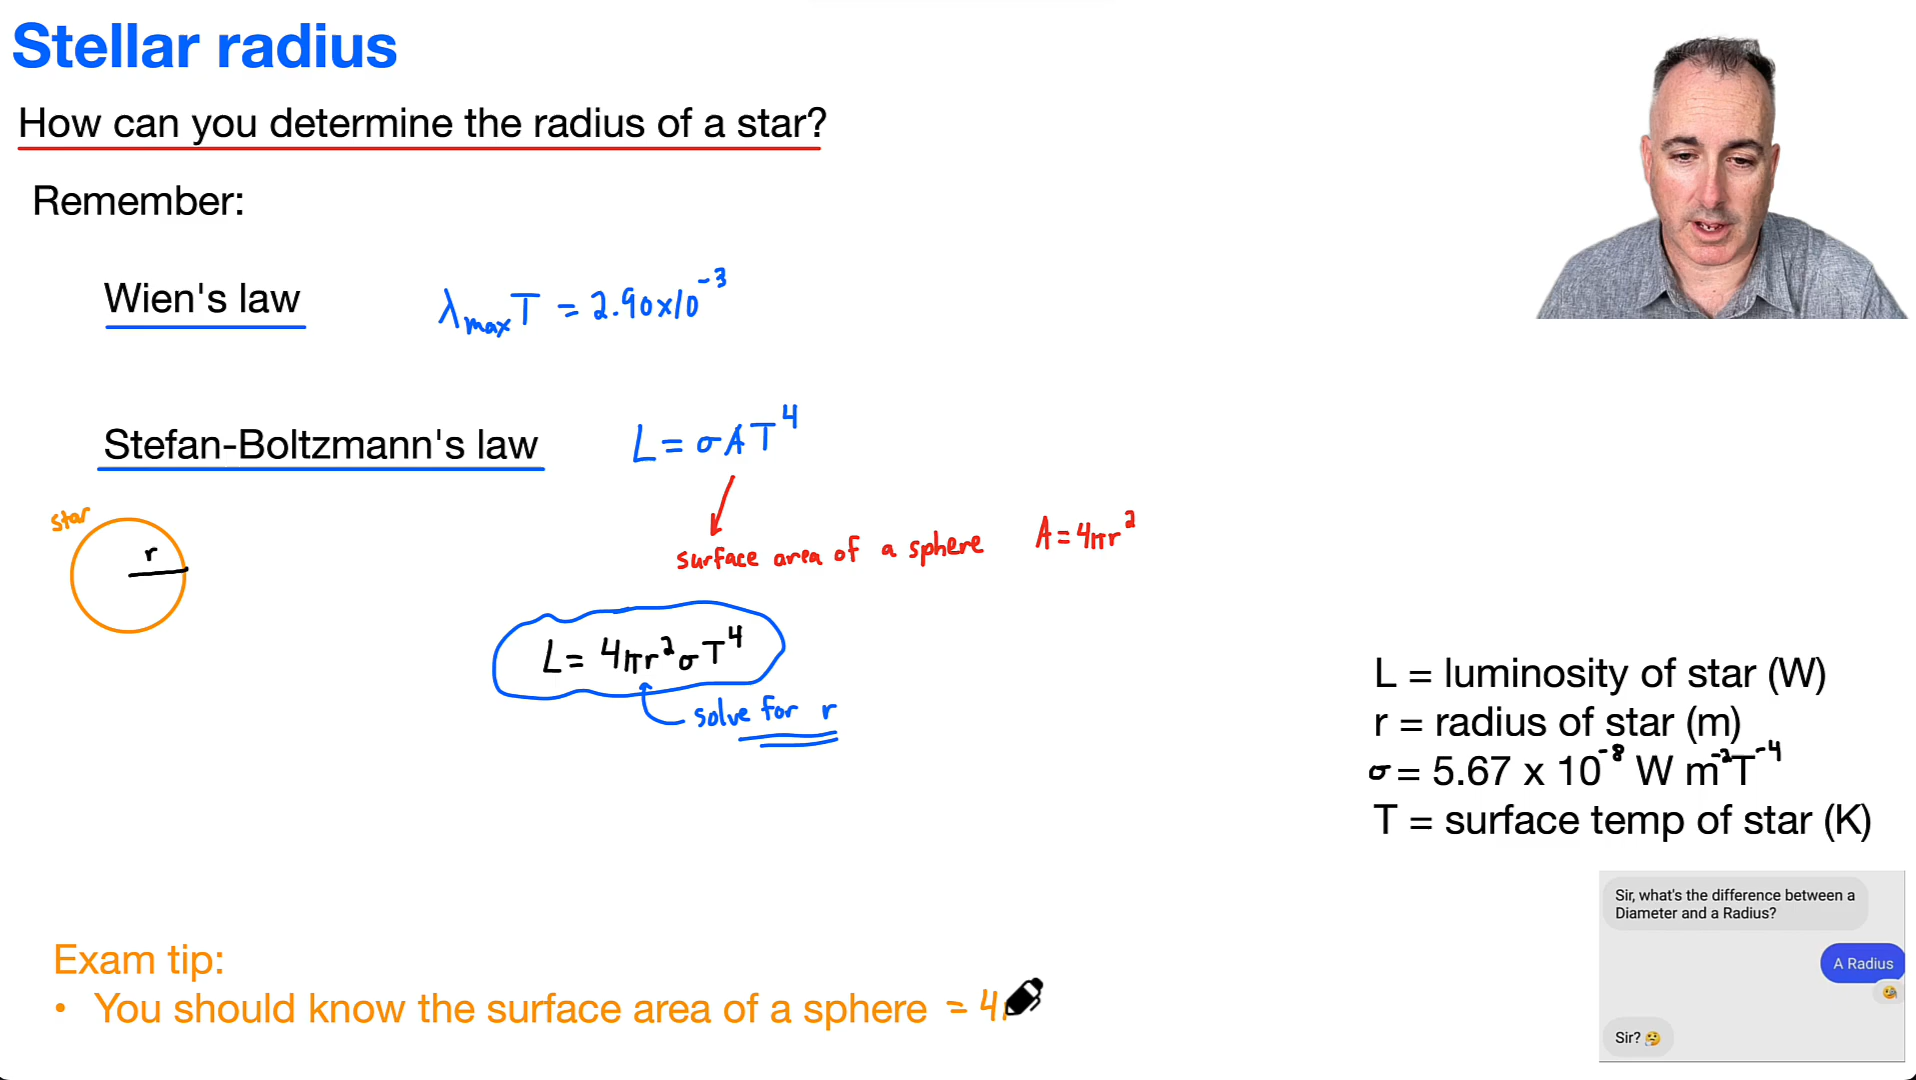 Stellar radius
How can you determine the radius of a star?
Remember:
Wien's law λmaxT = 2.90x10⁻³
Stefan-Boltzmann's law L = σAT⁴
star
r
surface area of a sphere A = 4πr²
L = 4πr²σT⁴
solve for r
L = luminosity of star (W)
r = radius of star (m)
σ = 5.67 x 10⁻⁸ W m⁻²T⁻⁴
T = surface temp of star (K)
Sir, what's the difference between a
Diameter and a Radius?
A Radius
Sir? 🤔
Exam tip:
• You should know the surface area of a sphere = 4